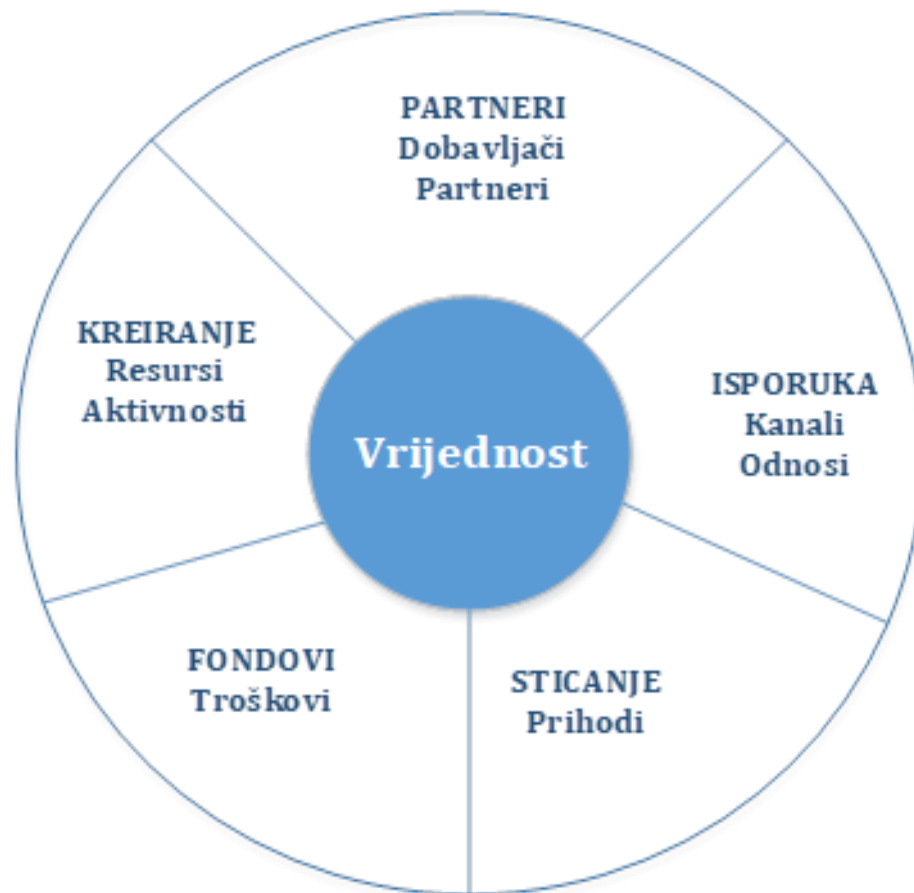 PARTNERI
Dobavljači
Partneri
KREIRANJE
Resursi
Aktivnosti
ISPORUKA
Kanali
Odnosi
Vrijednost
FONDOVI
Troškovi
STICANJE
Prihodi